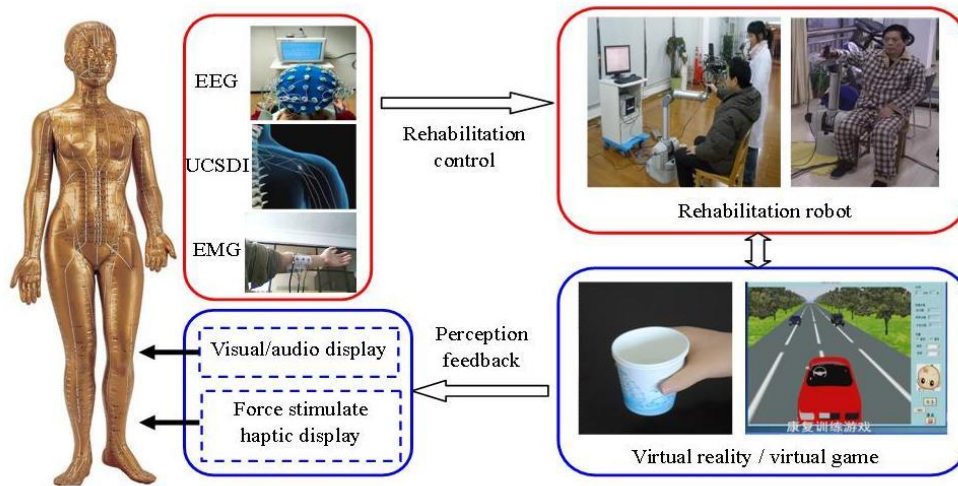 EEG
UCSDI
EMG
Rehabilitation
control
Rehabilitation robot
Visual/audio display
Force stimulate
haptic display
Perception
feedback
康复训练游戏
Virtual reality / virtual game